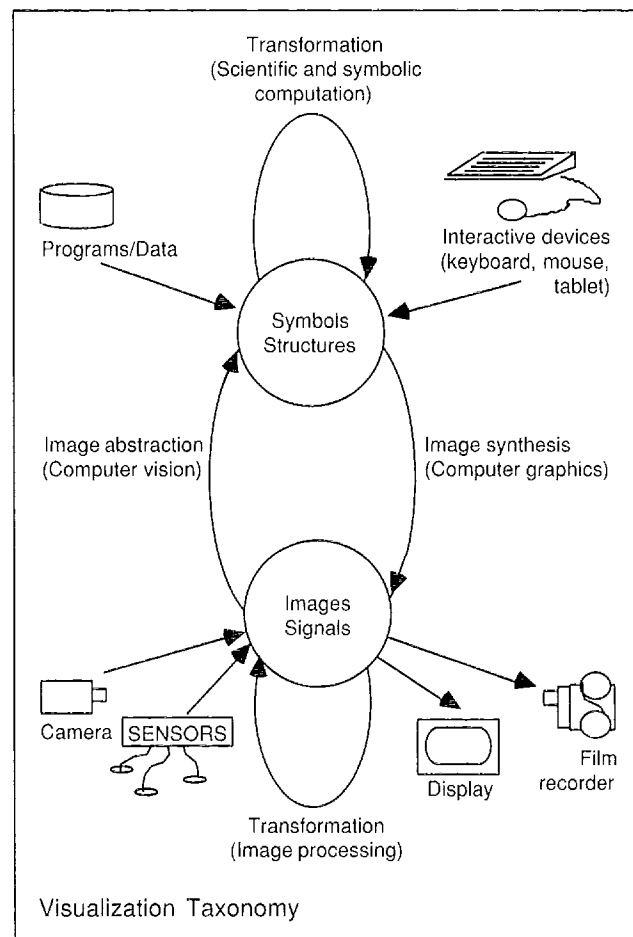 Transformation
(Scientific and symbolic
computation)
Programs/Data
Interactive devices
(keyboard, mouse,
tablet)
Symbols
Structures
Image abstraction
(Computer vision)
Image synthesis
(Computer graphics)
Images
Signals
Camera
SENSORS
Display
Film
recorder
Transformation
(Image processing)
Visualization Taxonomy